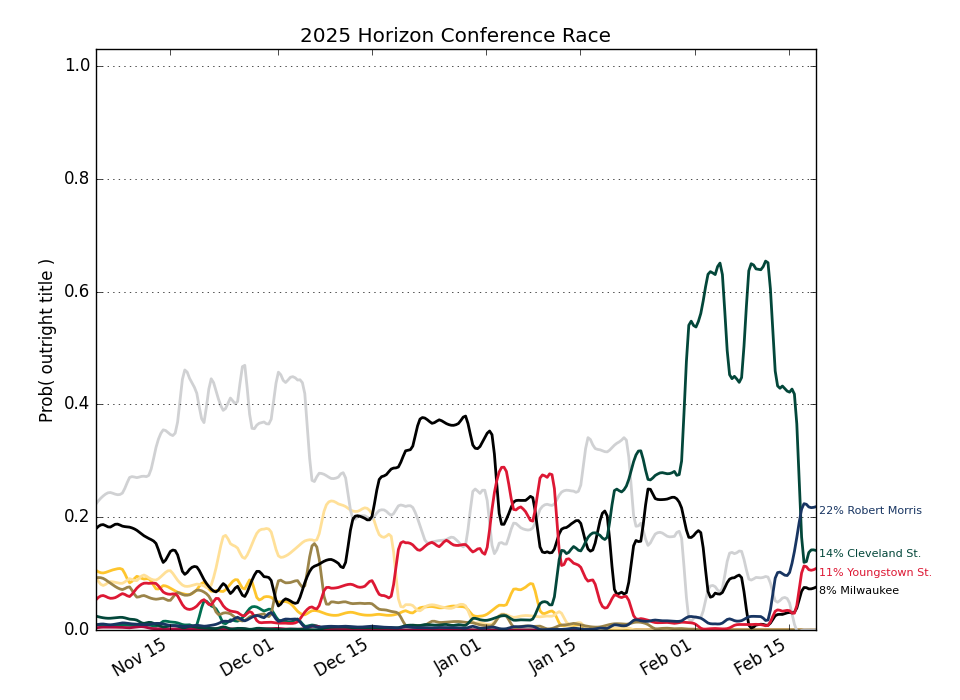 2025 Horizon Conference Race
Prob( outright title )
1.0
0.8
0.6
0.4
0.2
0.0
22% Robert Morris
14% Cleveland St.
11% Youngstown St.
8% Milwaukee
Nov 15
Dec 01
Dec 15
Jan 01
Jan 15
Feb 01
Feb 15